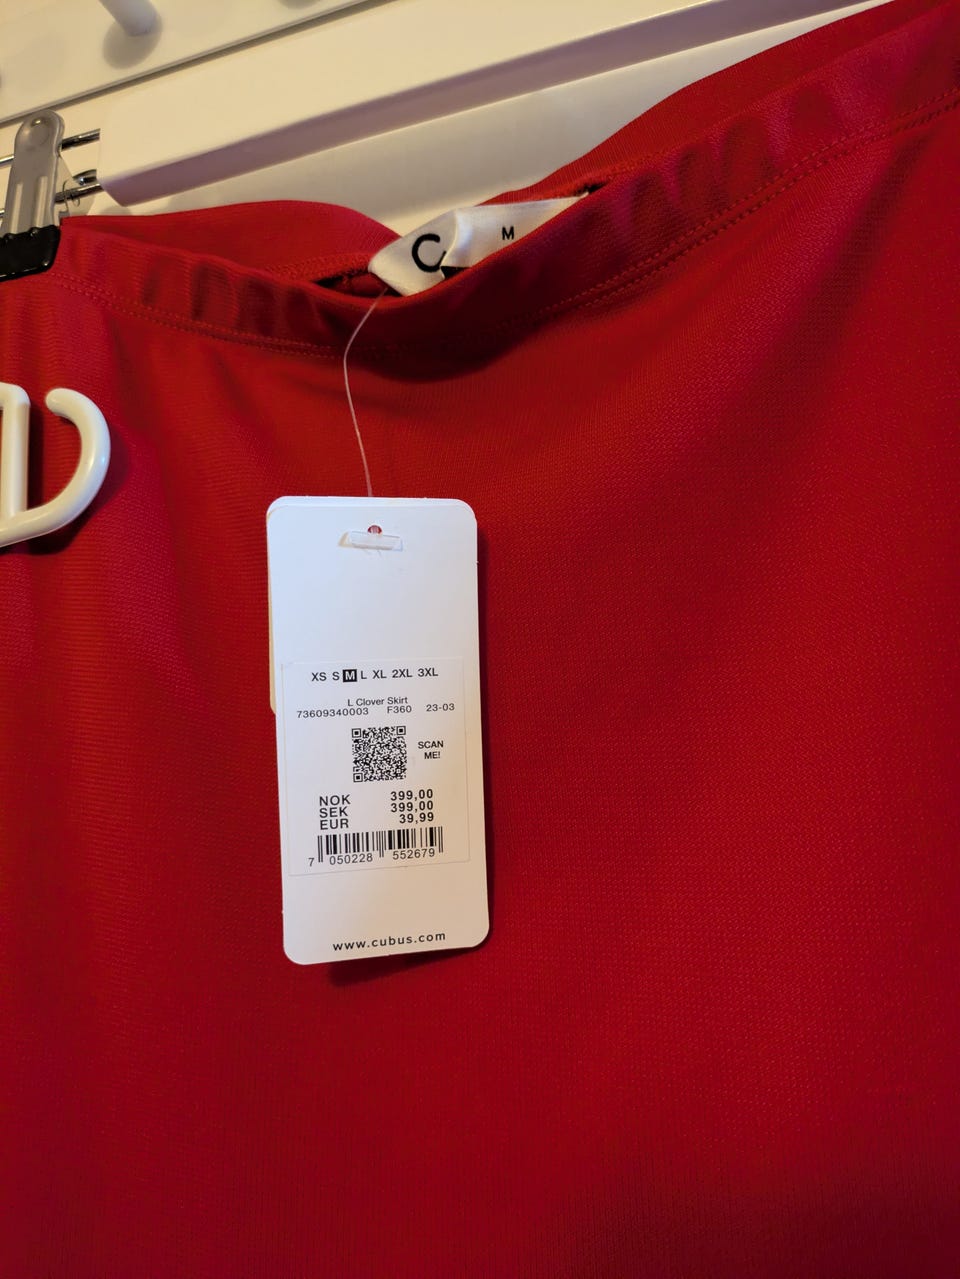 C
M
XS S M L XL 2XL 3XL
L Clover Skirt
73609340003 F360 23-03
SCAN
ME!
NOK 399,00
SEK 399,00
EUR 39,99
7 050228 552679
www.cubus.com